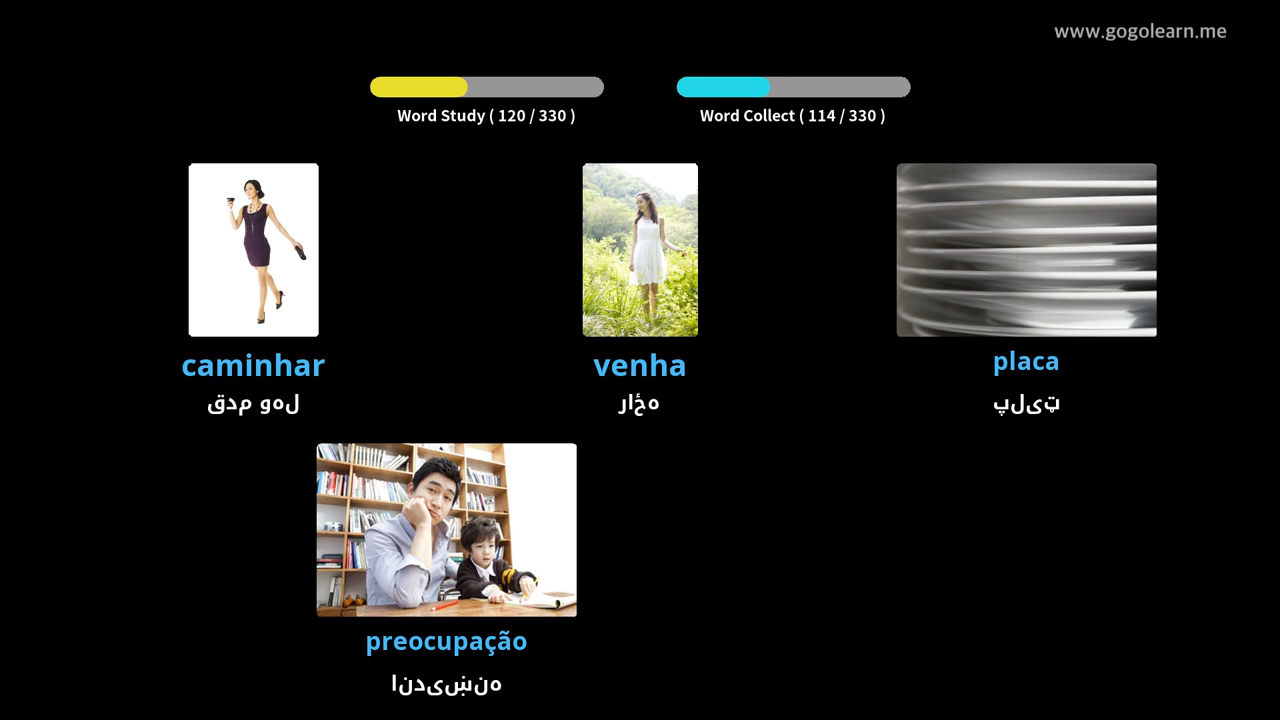 www.gogolearn.me
Word Study ( 120 / 330 )
Word Collect ( 114 / 330 )
caminhar
قدم وهل
venha
راځه
placa
پلیټ
preocupação
اندیښنه